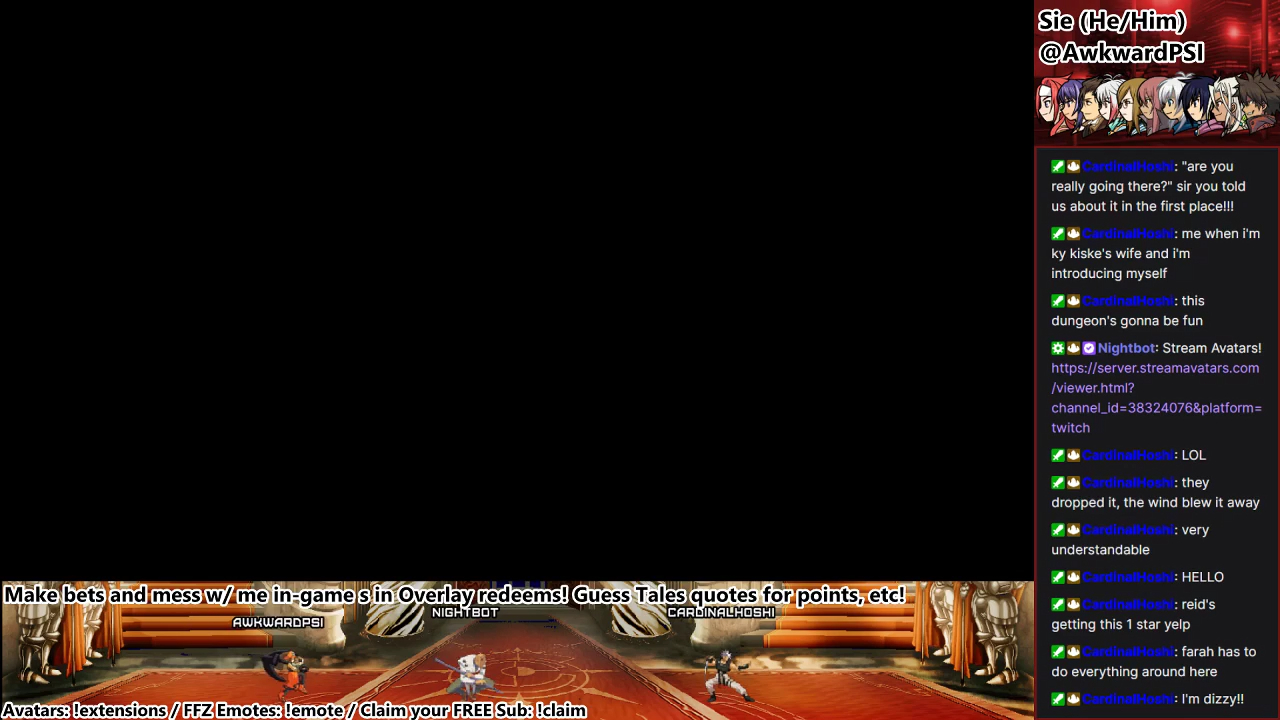 Sie (He/Him)
@AwkwardPSI
CardinalHoshi: "are you
really going there?" sir you told
us about it in the first place!!!
CardinalHoshi: me when i'm
ky kiske's wife and i'm
introducing myself
CardinalHoshi: this
dungeon's gonna be fun
Nightbot: Stream Avatars!
https://server.streamavatars.com
/viewer.html?
channel_id=38324076&platform=
twitch
CardinalHoshi: LOL
CardinalHoshi: they
dropped it, the wind blew it away
CardinalHoshi: very
understandable
CardinalHoshi: HELLO
CardinalHoshi: reid's
getting this 1 star yelp
CardinalHoshi: farah has to
do everything around here
CardinalHoshi: I'm dizzy!!
Make bets and mess w/ me in-game s in Overlay redeems! Guess Tales quotes for points, etc!
AWKWARDPSI
NIGHTBOT
CARDINALHOSHI
Avatars: !extensions / FFZ Emotes: !emote / Claim your FREE Sub: !claim